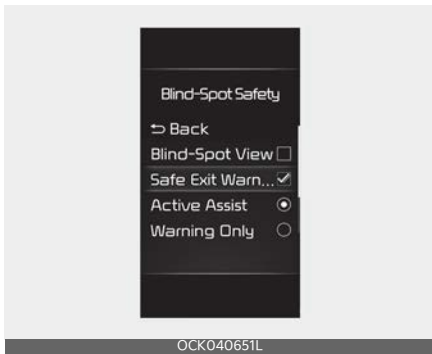 Blind-Spot Safety
Back
Blind-Spot View
Safe Exit Warn...
Active Assist
Warning Only
OCK040651L